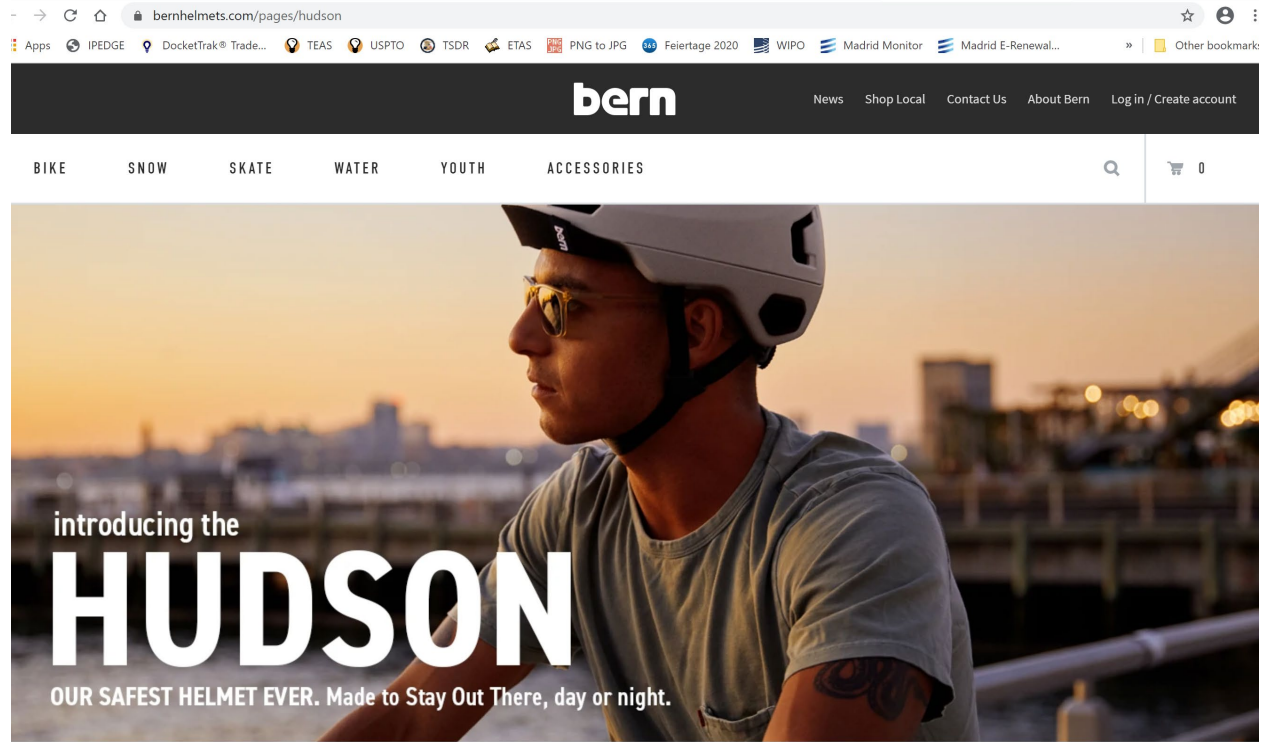 bernhelmets.com/pages/hudson
Apps IPEDGE DocketTrak® Trade... TEAS USPTO TSDR ETAS PNG to JPG 365 Feiertage 2020 WIPO Madrid Monitor Madrid E-Renewal... » Other bookmarks
bern News Shop Local Contact Us About Bern Log in / Create account
BIKE SNOW SKATE WATER YOUTH ACCESSORIES 0
bern
introducing the
HUDSON
OUR SAFEST HELMET EVER. Made to Stay Out There, day or night.